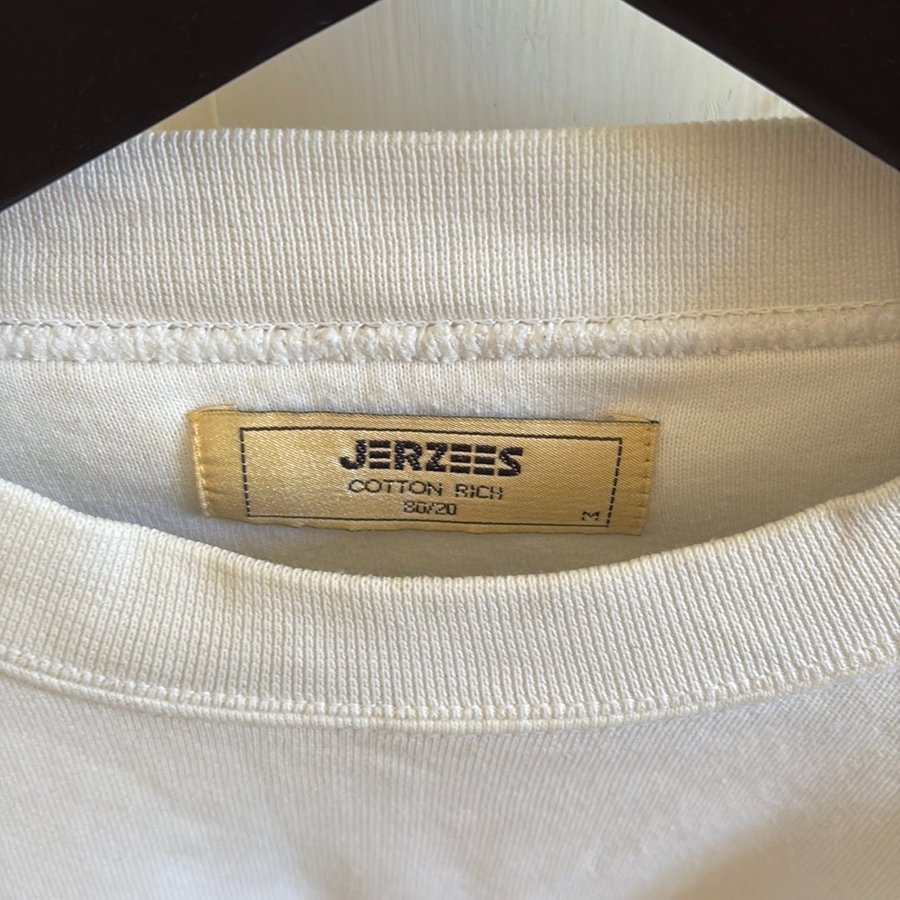 JERZEES
COTTON RICH
80/20
M